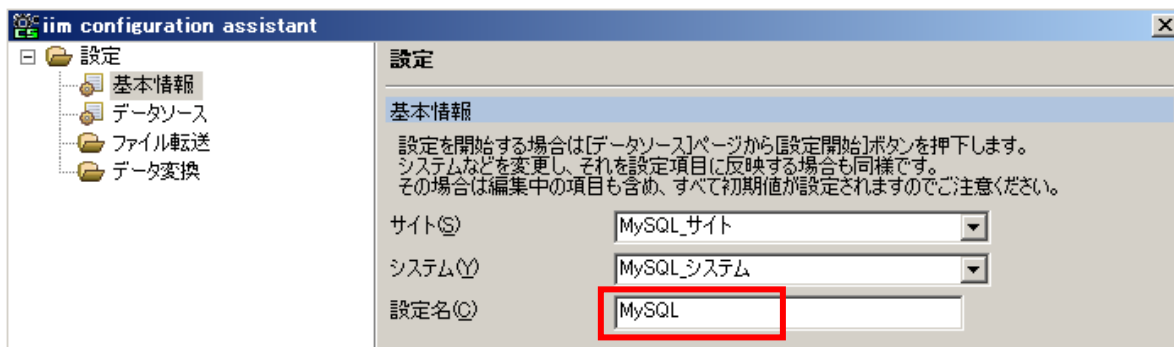 iim configuration assistant
設定
基本情報
データソース
ファイル転送
データ変換
設定
基本情報
設定を開始する場合は[データソース]ページから[設定開始]ボタンを押下します。
システムなどを変更し、それを設定項目に反映する場合も同様です。
その場合は編集中の項目も含め、すべて初期値が設定されますのでご注意ください。
サイト(S) MySQL_サイト
システム(Y) MySQL_システム
設定名(C) MySQL